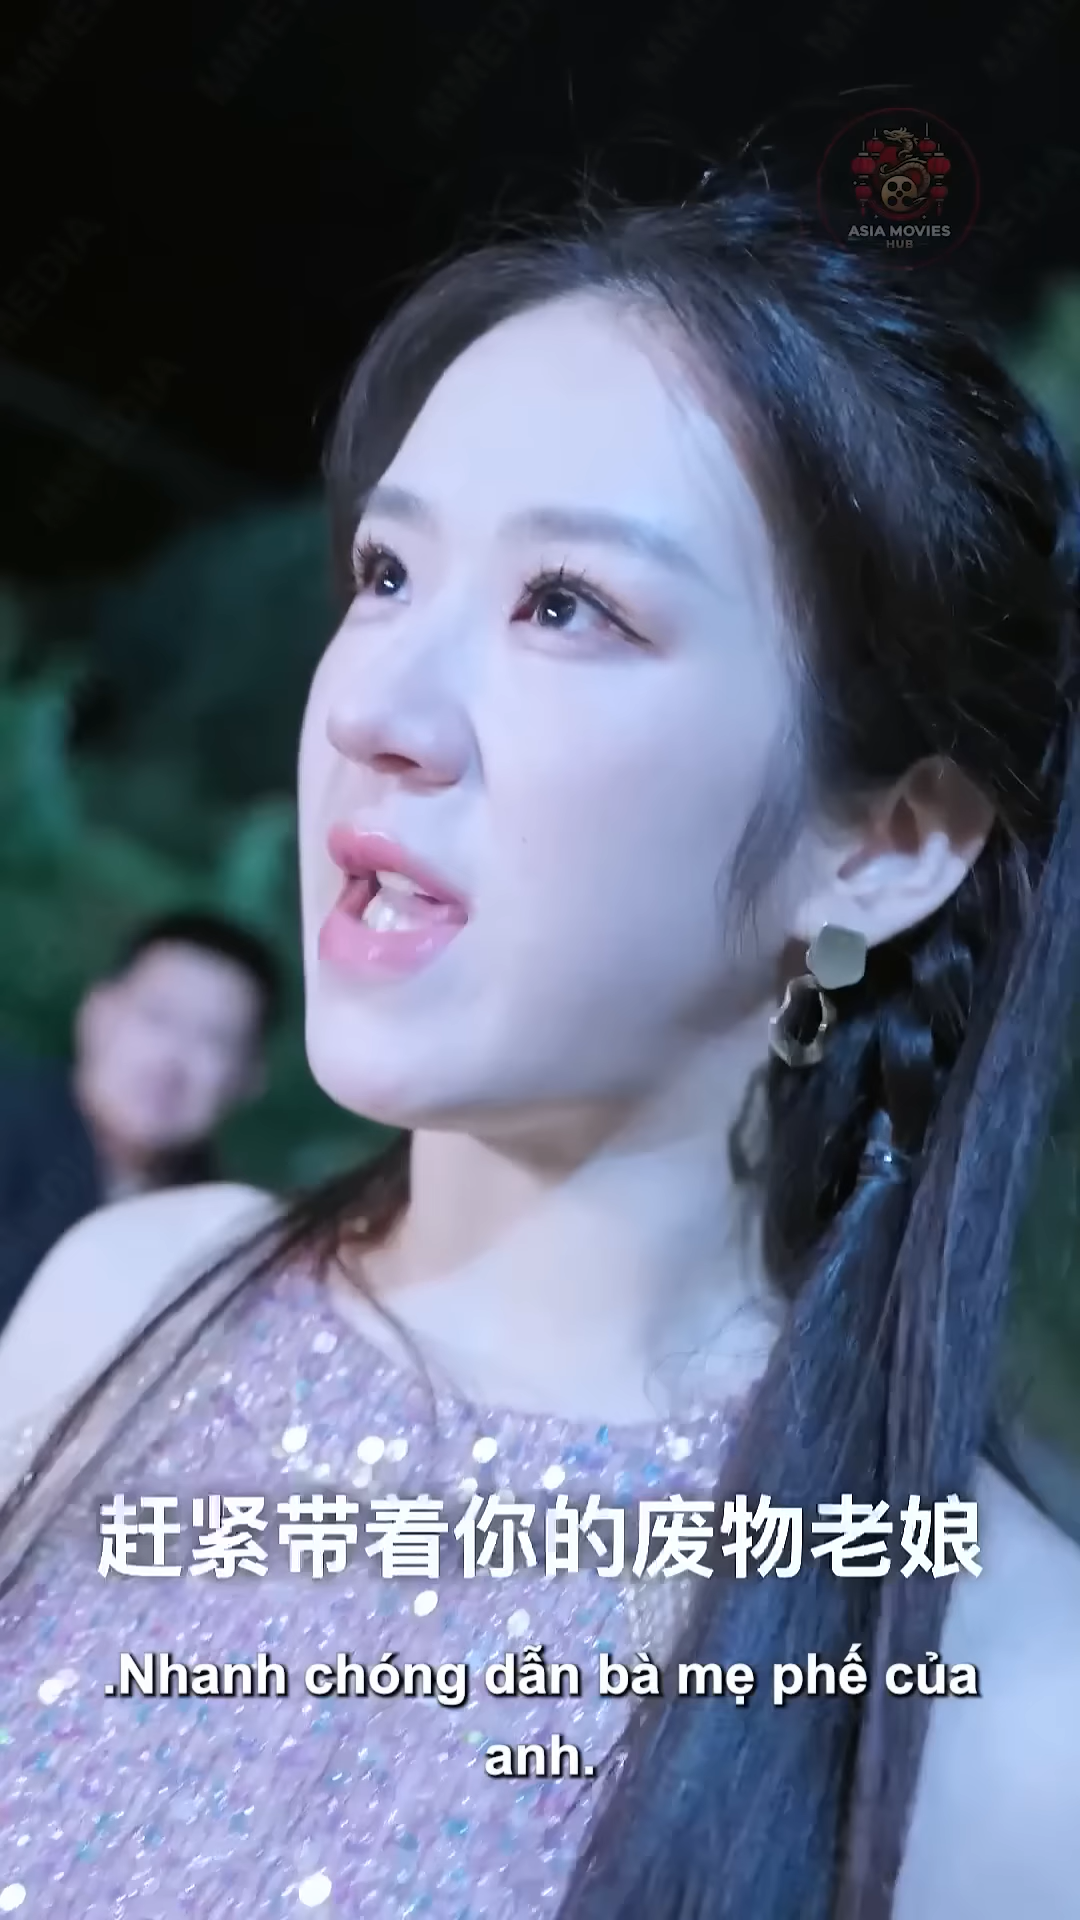 MMEDIA
ASIA MOVIES
HUB
赶紧带着你的废物老娘
.Nhanh chóng dẫn bà mẹ phế của
anh.